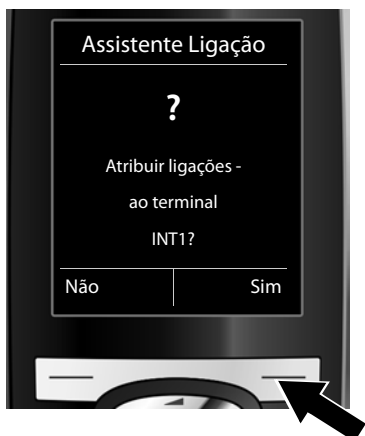 Assistente Ligação
?
Atribuir ligações -
ao terminal
INT1?
Não Sim